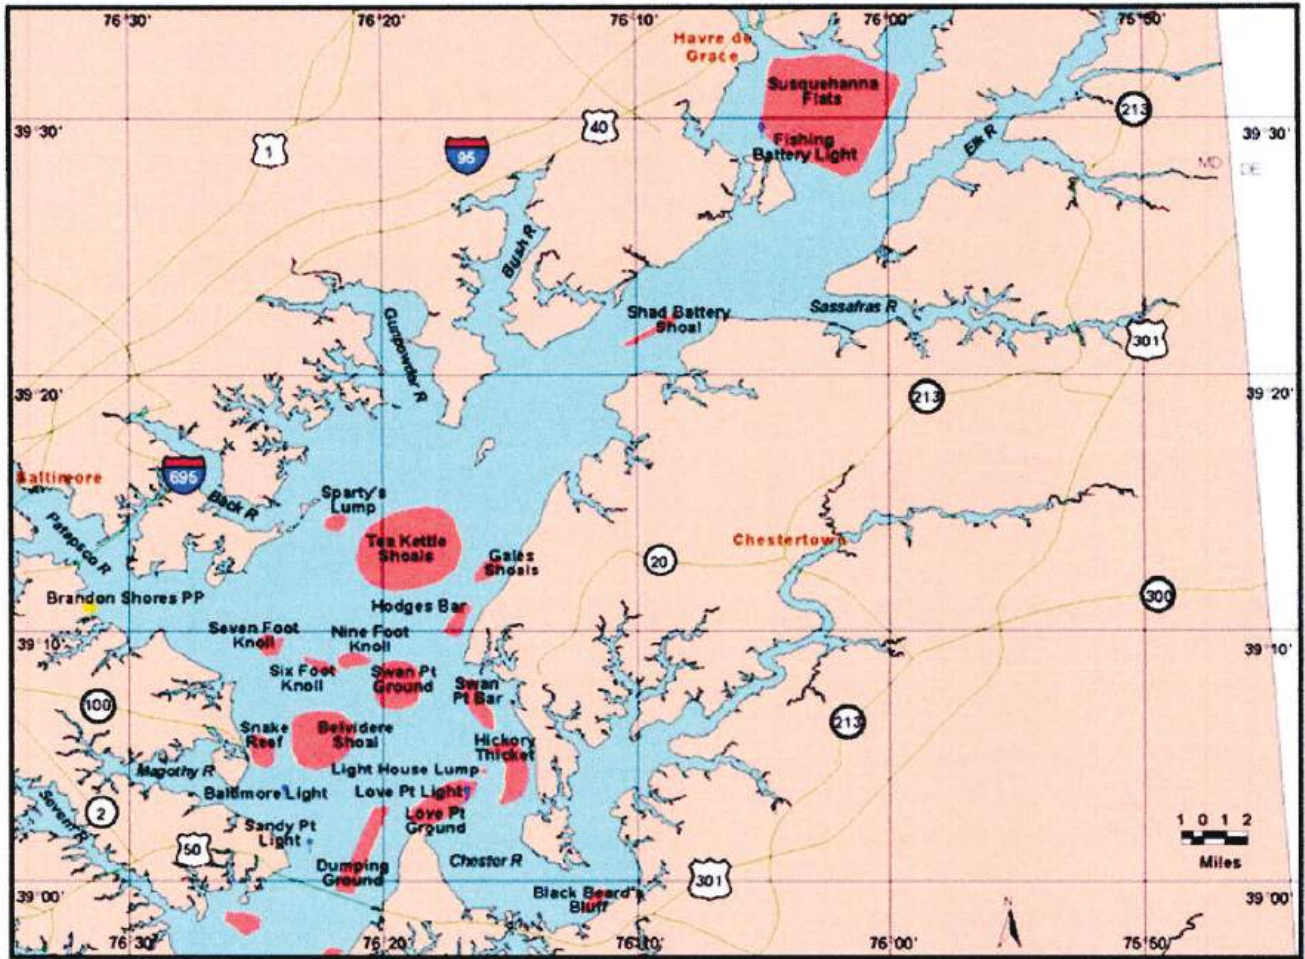 76°30'
76°20'
76°10'
76°00'
75°50'
Havre de
Grace
Susquehanna
Flats
213
39°30'
1
95
40
39°30'
Fishing
Battery Light
Elk R
MD
DE
Bush R
Gunpowder R
Shad Battery
Shoal
Sassafras R
301
39°20'
213
39°20'
Baltimore
695
Back R
Sparty's
Lump
Patapsco R
Tea Kettle
Shoals
Gales
Shoals
Chestertown
20
Brandon Shores PP
Hodges Bar
300
39°10'
Seven Foot
Knoll
Nine Foot
Knoll
39°10'
Six Foot
Knoll
Swan Pt
Ground
Swan
Pt Bar
100
213
Snake
Reef
Belvidere
Shoal
Hickory
Thicket
Magothy R
Light House Lump
Baltimore Light
Love Pt Light
2
Severn R
Love Pt
Ground
Sandy Pt
Light
50
1 0 1 2
Miles
Chester R
Dumping
Ground
301
Black Beard's
Bluff
39°00'
39°00'
N
76°30'
76°20'
76°10'
76°00'
75°50'